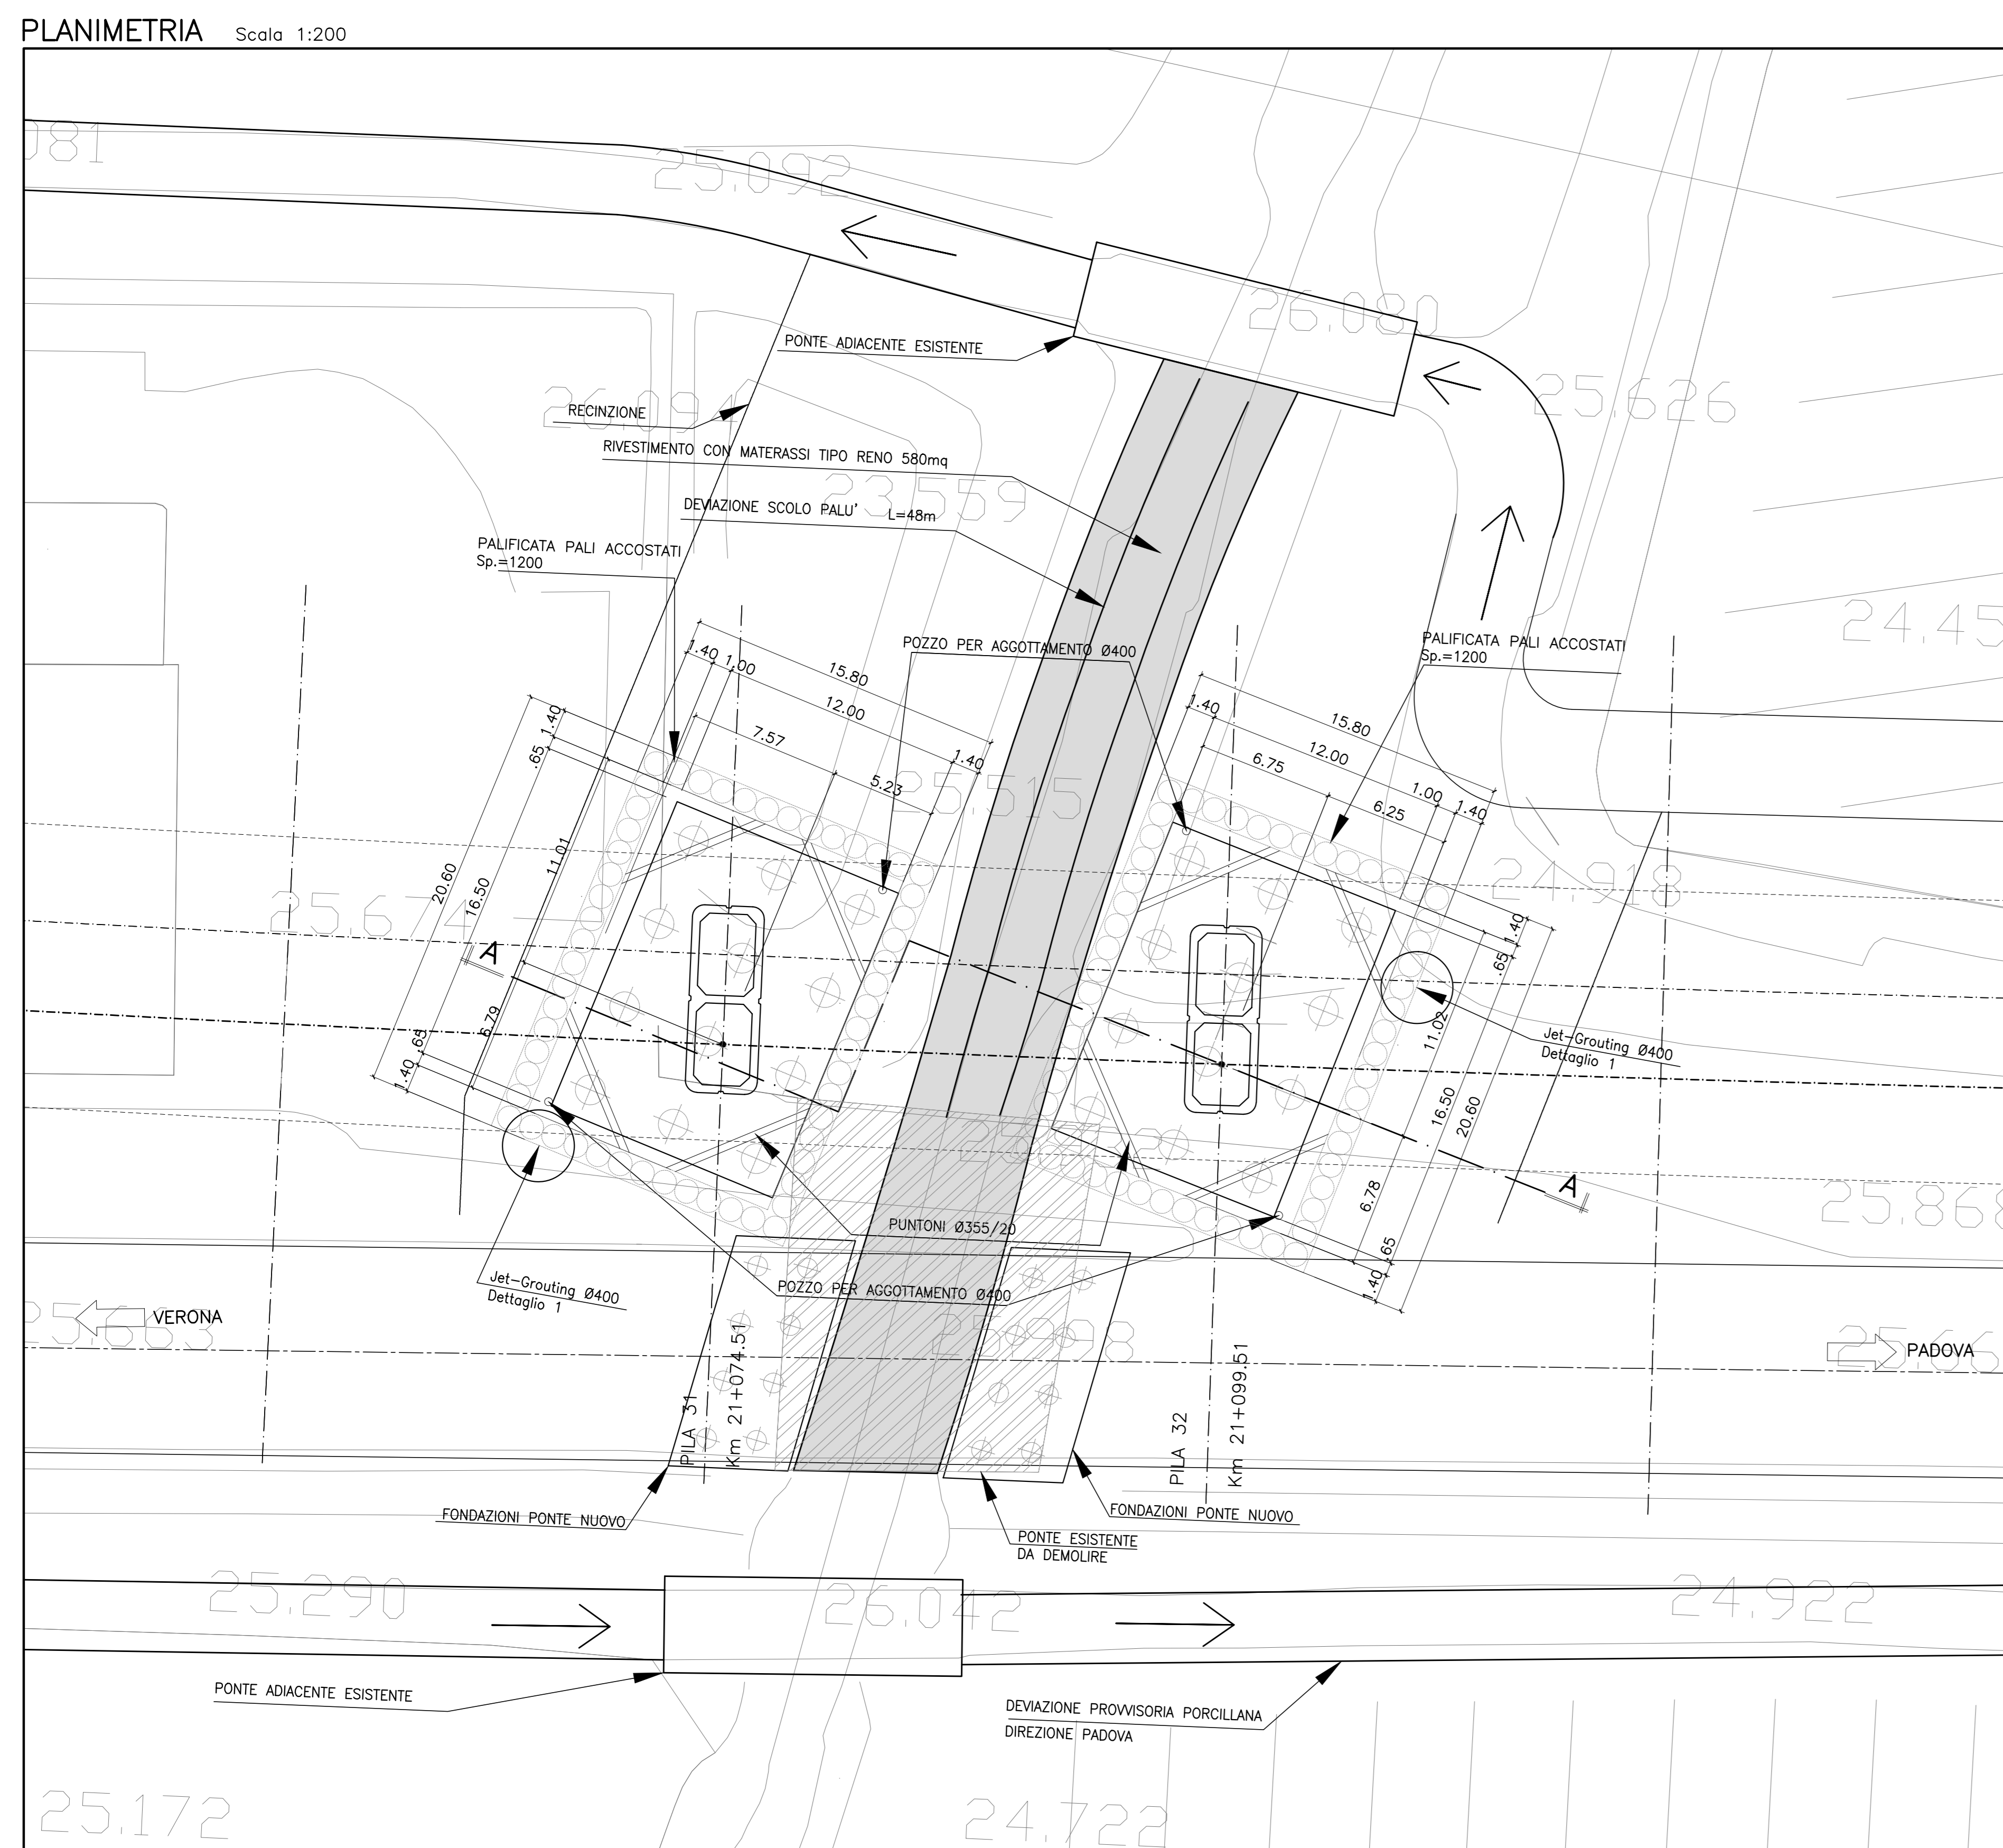 PLANIMETRIA Scala 1:200
081
25.092
26.080
PONTE ADIACENTE ESISTENTE
25.626
26.094
RECINZIONE
RIVESTIMENTO CON MATERASSI TIPO RENO 580mq
23.559
DEVIAZIONE SCOLO PALU' L=48m
PALIFICATA PALI ACCOSTATI
Sp.=1200
24.45
POZZO PER AGGOTTAMENTO Ø400
PALIFICATA PALI ACCOSTATI
Sp.=1200
1.40
1.00
15.80
12.00
7.57
1.40
5.23
1.40
.65
11.01
20.60
16.50
6.79
.65
1.40
25.515
1.40
15.80
12.00
6.75
1.00
1.40
6.25
24.918
1.40
.65
11.02
16.50
20.60
6.78
.65
1.40
25.674
A
Jet-Grouting Ø400
Dettaglio 1
A
25.868
PUNTONI Ø355/20
Jet-Grouting Ø400
Dettaglio 1
POZZO PER AGGOTTAMENTO Ø400
VERONA
25.663
25.998
PADOVA
25.66
PILA 31
Km 21+074.51
PILA 32
Km 21+099.51
FONDAZIONI PONTE NUOVO
FONDAZIONI PONTE NUOVO
PONTE ESISTENTE
DA DEMOLIRE
25.290
26.042
24.922
PONTE ADIACENTE ESISTENTE
DEVIAZIONE PROVVISORIA PORCILLANA
DIREZIONE PADOVA
25.172
24.722